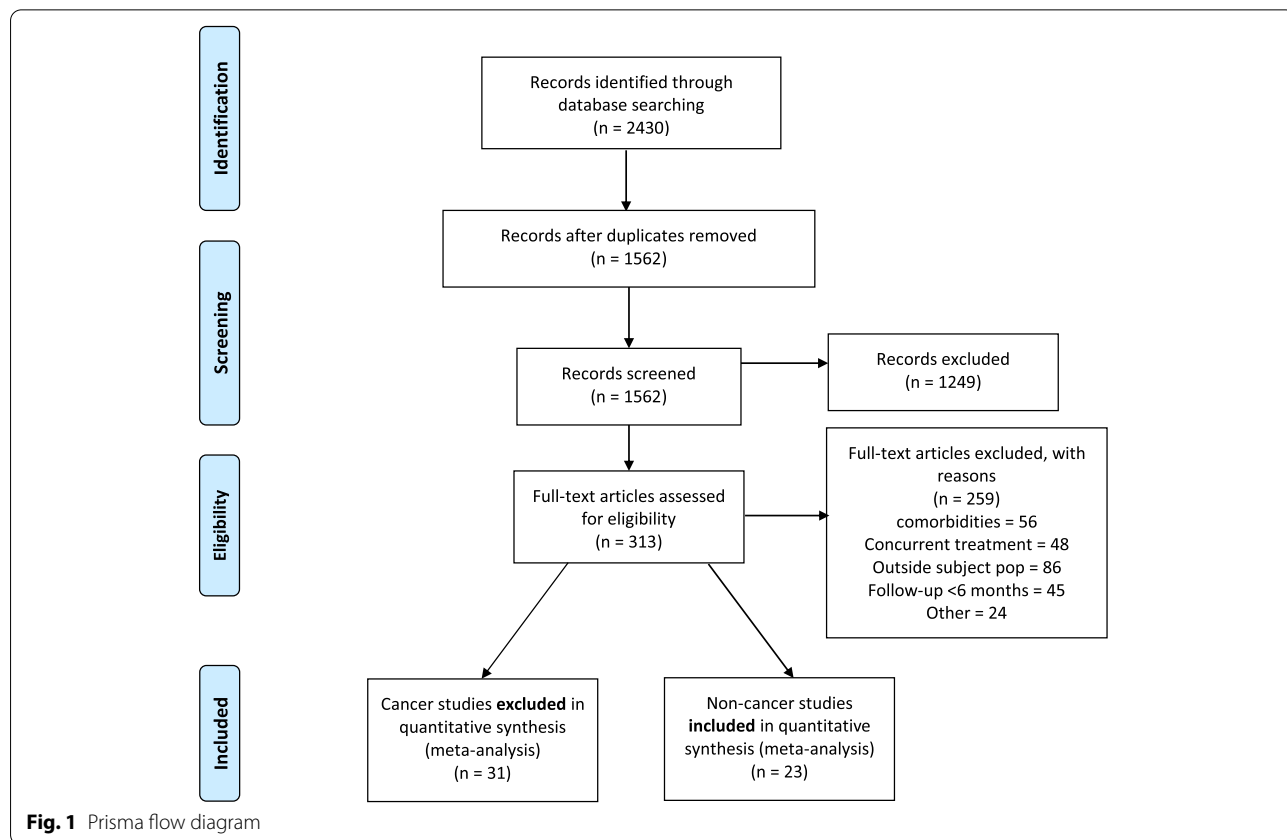 Identification
Records identified through
database searching
(n = 2430)
Records after duplicates removed
(n = 1562)
Screening
Records screened
(n = 1562)
Records excluded
(n = 1249)
Eligibility
Full-text articles assessed
for eligibility
(n = 313)
Full-text articles excluded, with
reasons
(n = 259)
comorbidities = 56
Concurrent treatment = 48
Outside subject pop = 86
Follow-up <6 months = 45
Other = 24
Included
Cancer studies excluded in
quantitative synthesis
(meta-analysis)
(n = 31)
Non-cancer studies
included in quantitative
synthesis (meta-analysis)
(n = 23)
Fig. 1 Prisma flow diagram